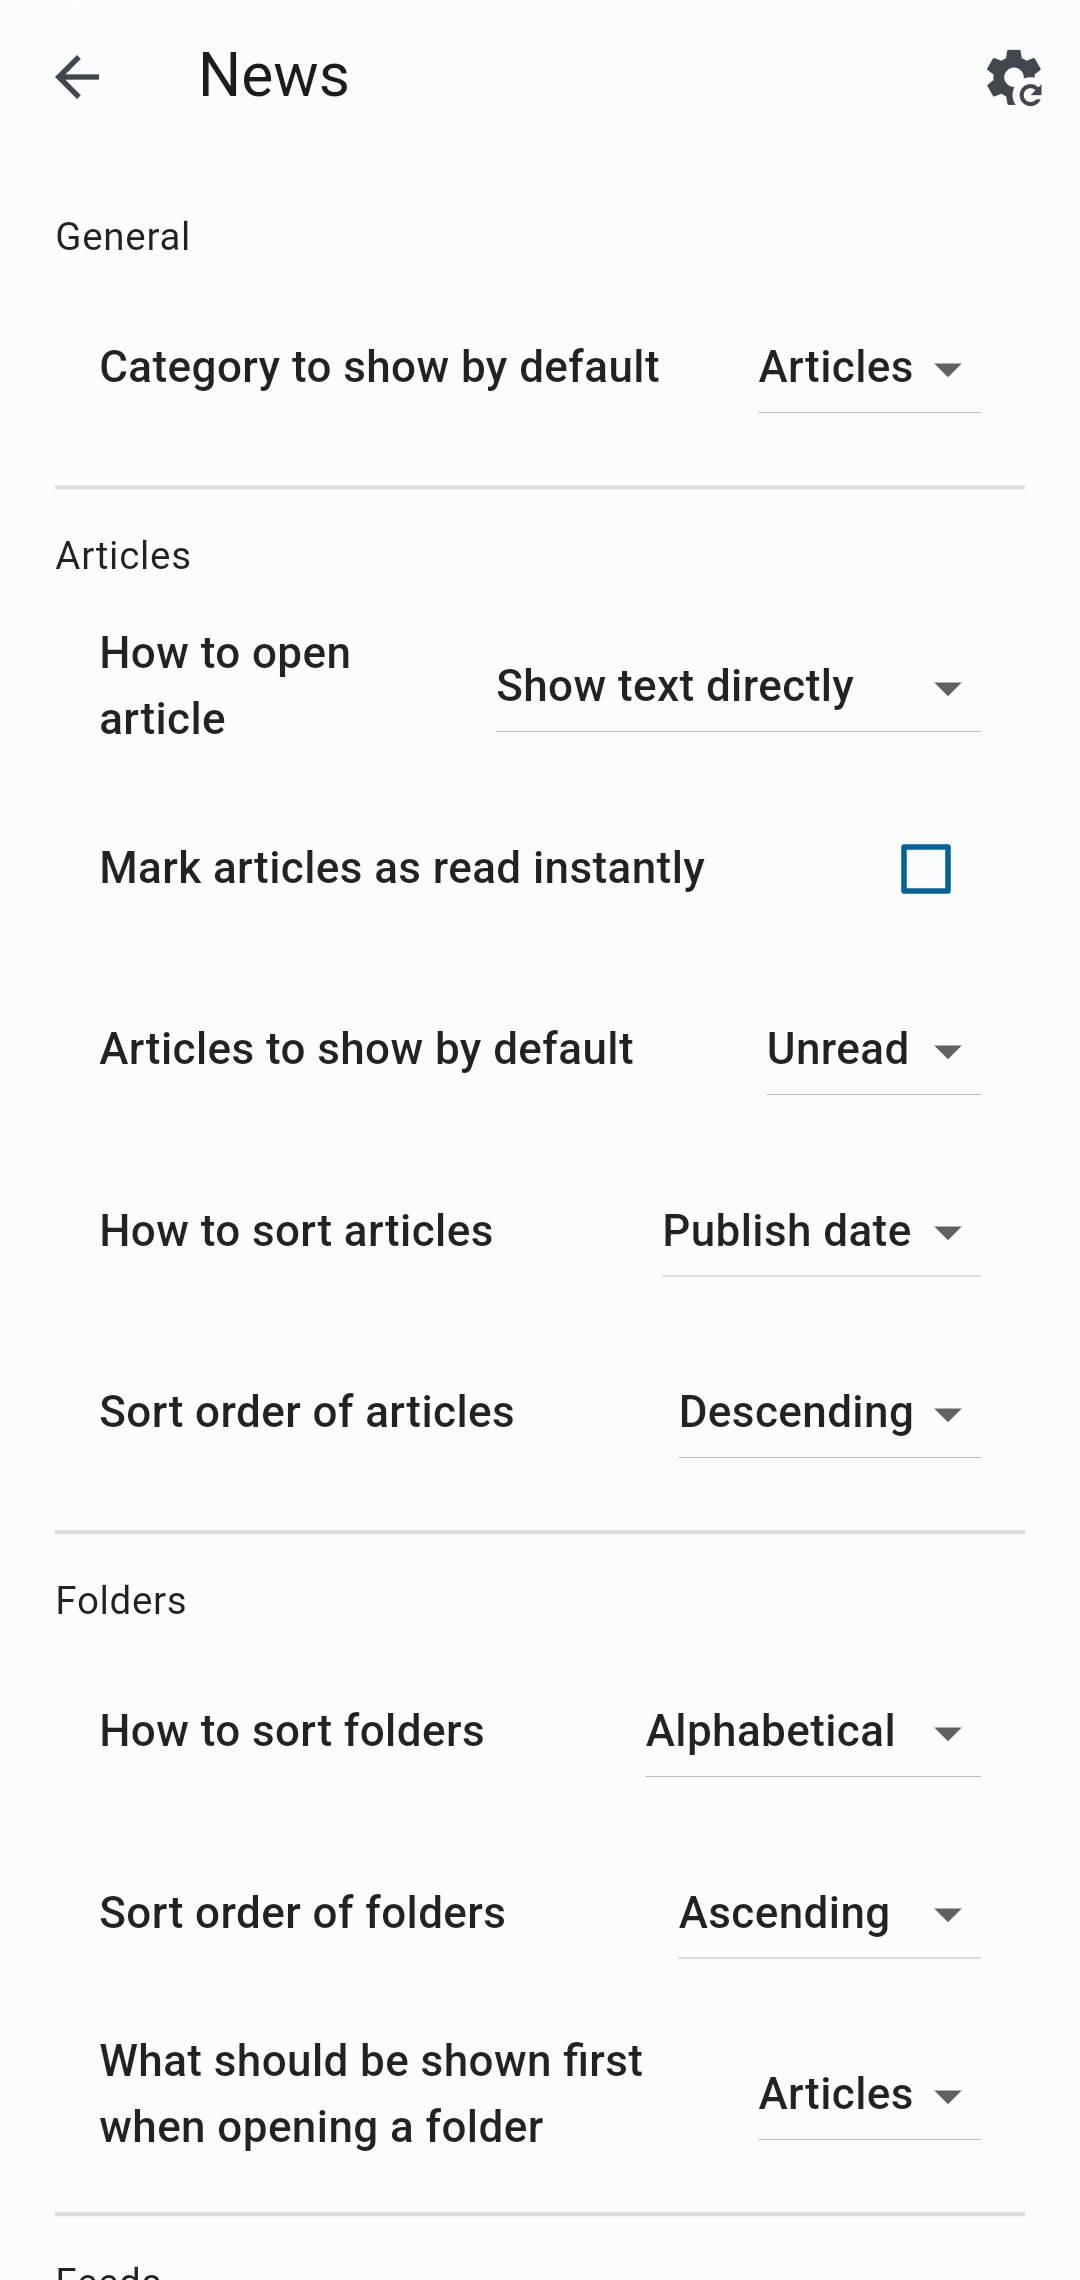 News
General
Category to show by default Articles
Articles
How to open
article
Show text directly
Mark articles as read instantly
Articles to show by default Unread
How to sort articles Publish date
Sort order of articles Descending
Folders
How to sort folders Alphabetical
Sort order of folders Ascending
What should be shown first
when opening a folder
Articles
Feeds